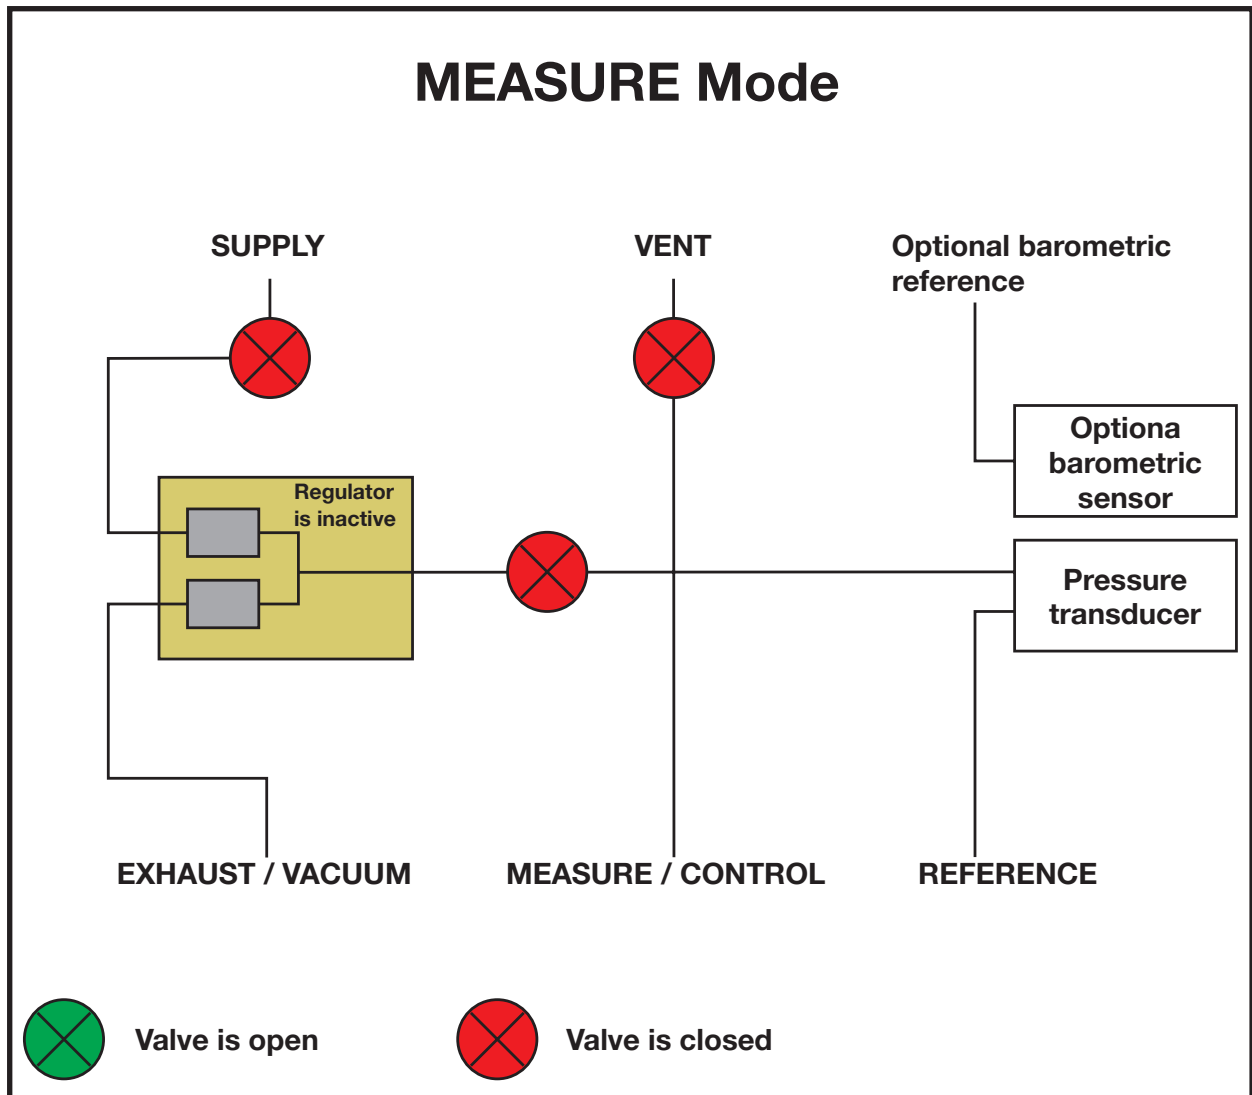 MEASURE Mode
SUPPLY
VENT
Optional barometric
reference
Optiona
barometric
sensor
Regulator
is inactive
Pressure
transducer
EXHAUST / VACUUM
MEASURE / CONTROL
REFERENCE
Valve is open
Valve is closed